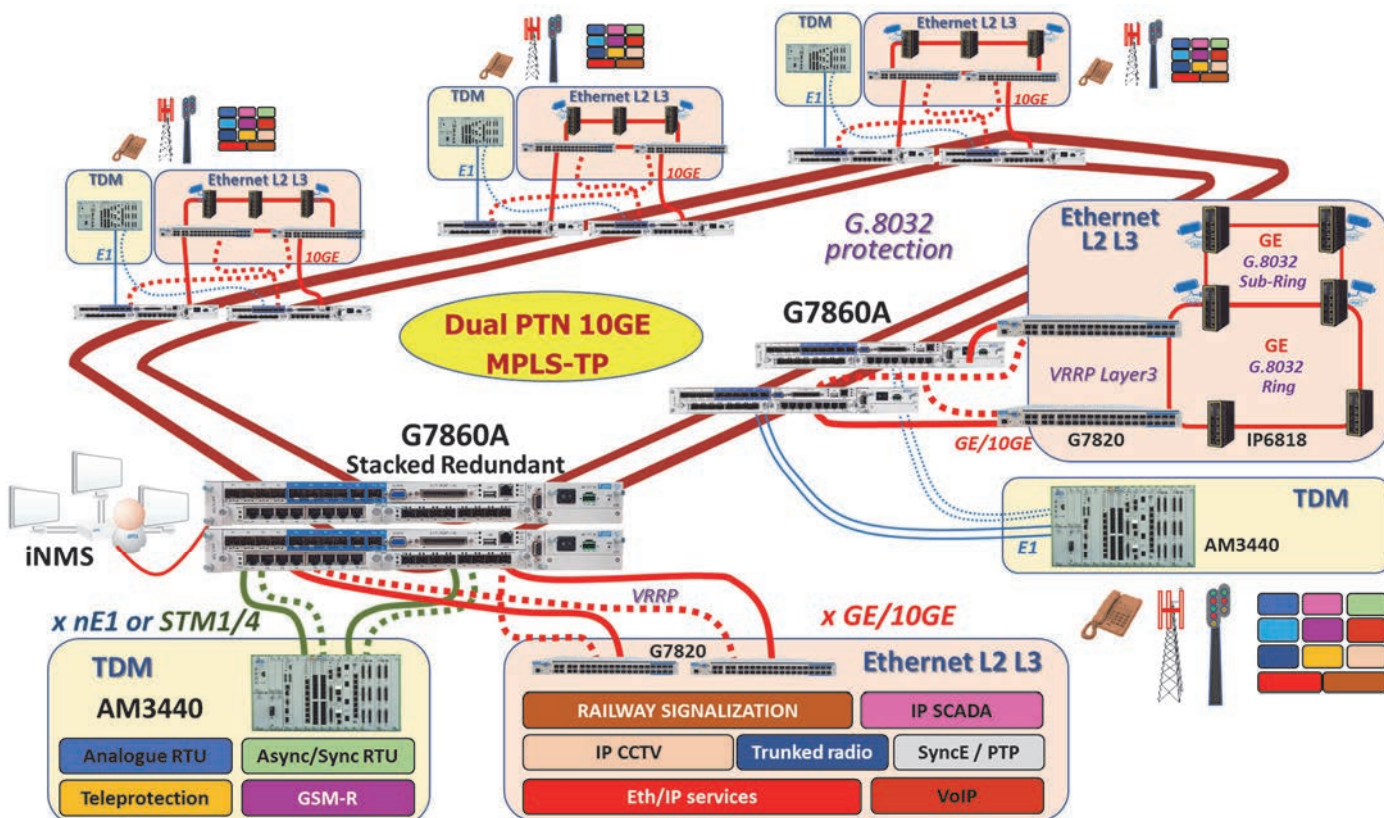 TDM
Ethernet L2 L3
E1
10GE
TDM
Ethernet L2 L3
E1
10GE
TDM
Ethernet L2 L3
E1
10GE
G.8032
protection
Ethernet
L2 L3
GE
G.8032
Sub-Ring
GE
G.8032
Ring
VRRP Layer3
G7820
IP6818
GE/10GE
G7860A
Dual PTN 10GE
MPLS-TP
G7860A
Stacked Redundant
iNMS
TDM
E1
AM3440
VRRP
x nE1 or STM1/4
x GE/10GE
TDM
AM3440
Analogue RTU
Async/Sync RTU
Teleprotection
GSM-R
G7820
Ethernet L2 L3
RAILWAY SIGNALIZATION
IP SCADA
IP CCTV
Trunked radio
SyncE / PTP
Eth/IP services
VoIP